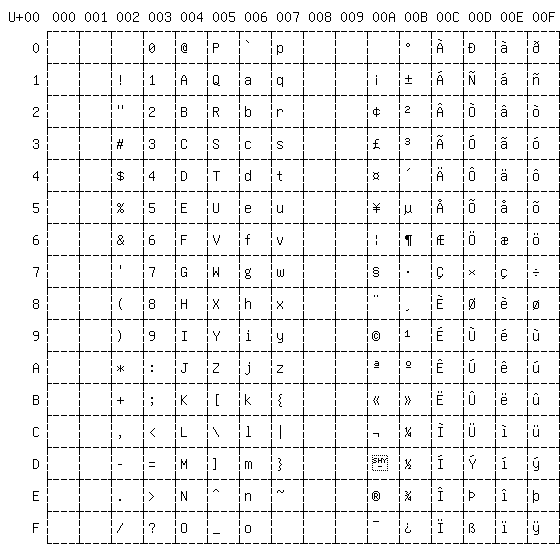 U+00 000 001 002 003 004 005 006 007 008 009 00A 00B 00C 00D 00E 00F
0 0 @ P ` p ° À Ð à ð
1 ! 1 A Q a q ¡ ± Á Ñ á ñ
2 " 2 B R b r ¢ ² Â Ò â ò
3 # 3 C S c s £ ³ Ã Ó ã ó
4 $ 4 D T d t ¤ ´ Ä Ô ä ô
5 % 5 E U e u ¥ µ Å Õ å õ
6 & 6 F V f v ¦ ¶ Æ Ö æ ö
7 ' 7 G W g w § · Ç × ç ÷
8 ( 8 H X h x ¨ ¸ È Ø è ø
9 ) 9 I Y i y © ¹ É Ù é ù
A * : J Z j z ª º Ê Ú ê ú
B + ; K [ k { « » Ë Û ë û
C , < L \ l | ¬ ¼ Ì Ü ì ü
D - = M ] m } SHY ½ Í Ý í ý
E . > N ^ n ~ ® ¾ Î Þ î þ
F / ? O _ o ¯ ¿ Ï ß ï ÿ